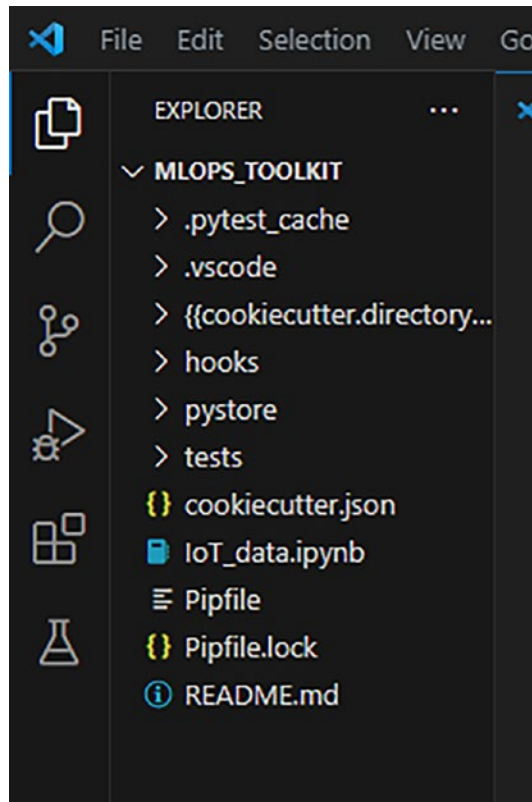 File Edit Selection View Go
EXPLORER ...
MLOPS_TOOLKIT
.pytest_cache
.vscode
{{cookiecutter.directory...
hooks
pystore
tests
{} cookiecutter.json
IoT_data.ipynb
Pipfile
{} Pipfile.lock
README.md